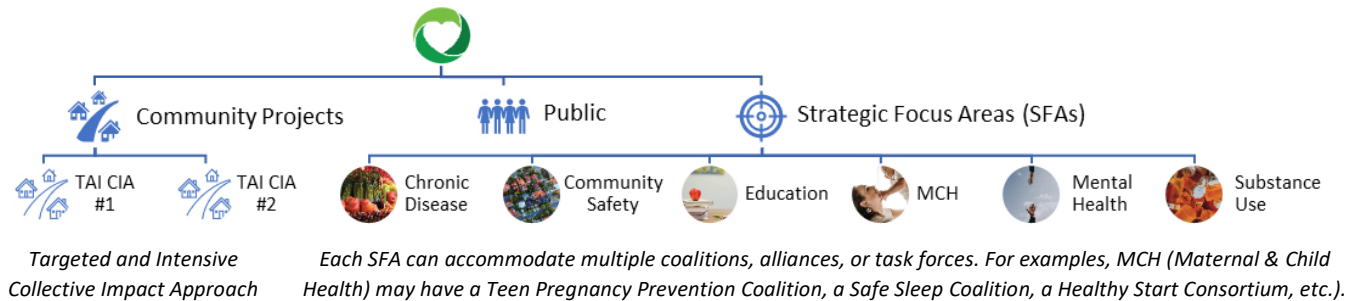 Community Projects
Public
Strategic Focus Areas (SFAs)
TAI CIA
#1
TAI CIA
#2
Chronic
Disease
Community
Safety
Education
MCH
Mental
Health
Substance
Use
Targeted and Intensive
Collective Impact Approach
Each SFA can accommodate multiple coalitions, alliances, or task forces. For examples, MCH (Maternal & Child
Health) may have a Teen Pregnancy Prevention Coalition, a Safe Sleep Coalition, a Healthy Start Consortium, etc.).